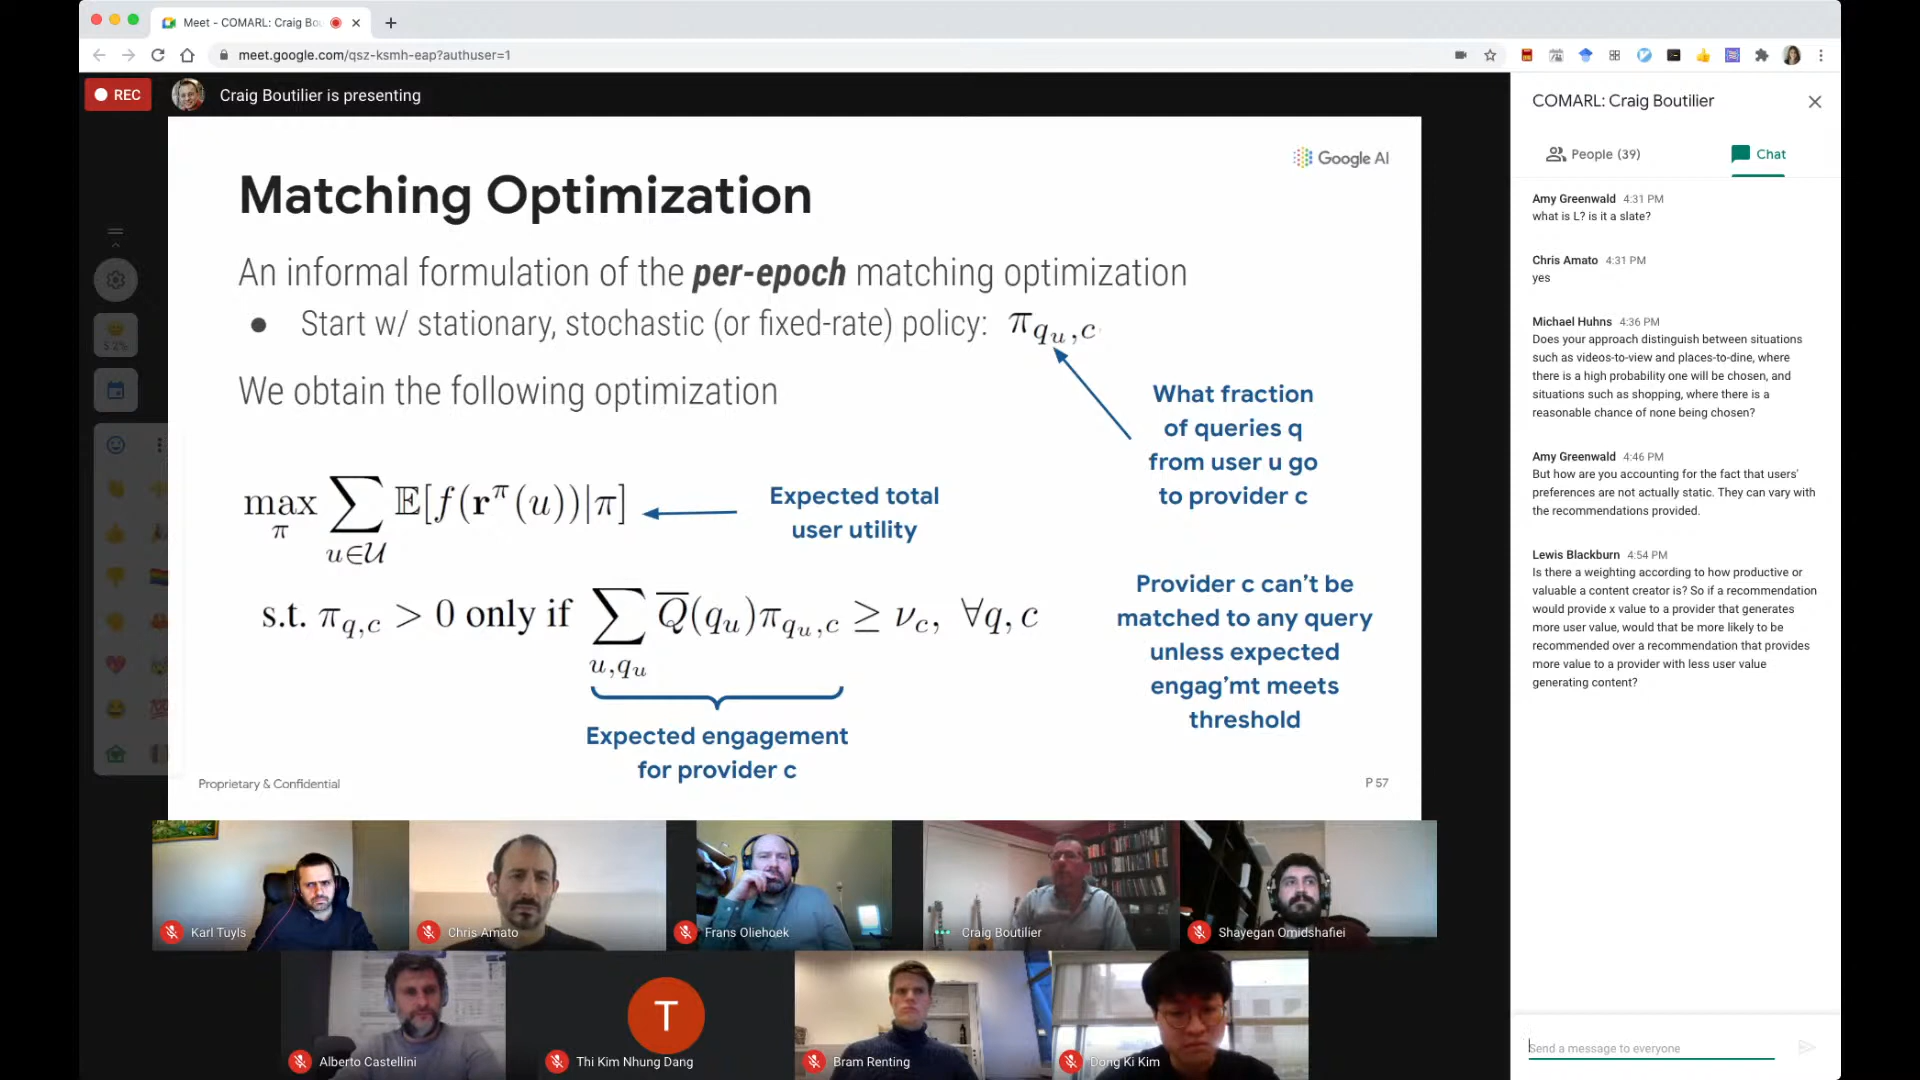 Meet - COMARL: Craig Bou
meet.google.com/qsz-ksmh-eap?authuser=1
REC
Craig Boutilier is presenting
Google AI
Matching Optimization
An informal formulation of the per-epoch matching optimization
● Start w/ stationary, stochastic (or fixed-rate) policy: π_{q_u,c}
We obtain the following optimization
What fraction
of queries q
from user u go
to provider c
max_π ∑_{u∈𝒰} 𝔼[f(r^π(u))|π]
Expected total
user utility
s.t. π_{q,c} > 0 only if ∑_{u,q_u} Q̅(q_u)π_{q_u,c} ≥ ν_c, ∀q, c
Provider c can't be
matched to any query
unless expected
engag'mt meets
threshold
Expected engagement
for provider c
Proprietary & Confidential
P 57
Karl Tuyls
Chris Amato
Frans Oliehoek
Craig Boutilier
Shayegan Omidshafiei
Alberto Castellini
T
Thi Kim Nhung Dang
Bram Renting
Dong Ki Kim
COMARL: Craig Boutilier
People (39)
Chat
Amy Greenwald 4:31 PM
what is L? is it a slate?
Chris Amato 4:31 PM
yes
Michael Huhns 4:36 PM
Does your approach distinguish between situations
such as videos-to-view and places-to-dine, where
there is a high probability one will be chosen, and
situations such as shopping, where there is a
reasonable chance of none being chosen?
Amy Greenwald 4:46 PM
But how are you accounting for the fact that users'
preferences are not actually static. They can vary with
the recommendations provided.
Lewis Blackburn 4:54 PM
Is there a weighting according to how productive or
valuable a content creator is? So if a recommendation
would provide x value to a provider that generates
more user value, would that be more likely to be
recommended over a recommendation that provides
more value to a provider with less user value
generating content?
Send a message to everyone